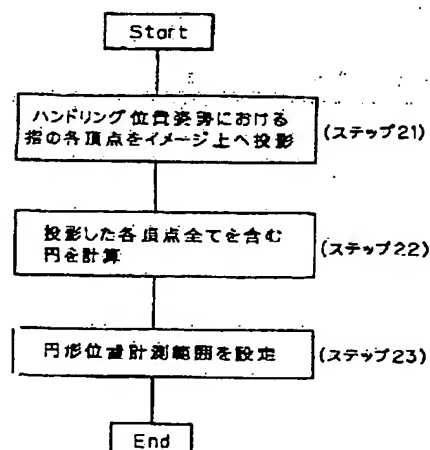 Start
ハンドリング位置姿勢における
指の各頂点をイメージ上へ投影
(ステップ21)
投影した各頂点全てを含む
円を計算
(ステップ22)
円形位置計測範囲を設定
(ステップ23)
End